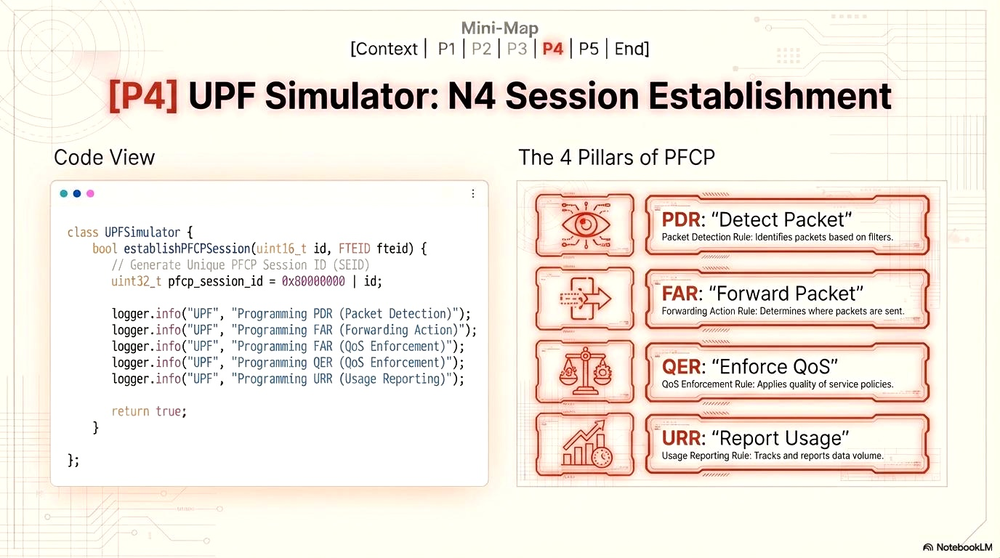 Mini-Map
[Context | P1 | P2 | P3 | P4 | P5 | End]
[P4] UPF Simulator: N4 Session Establishment
Code View
class UPFSimulator {
bool establishPFCPSession(uint16_t id, FTEID fteid) {
// Generate Unique PFCP Session ID (SEID)
uint32_t pfcp_session_id = 0x80000000 | id;
logger.info("UPF", "Programming PDR (Packet Detection)");
logger.info("UPF", "Programming FAR (Forwarding Action)");
logger.info("UPF", "Programming FAR (QoS Enforcement)");
logger.info("UPF", "Programming QER (QoS Enforcement)");
logger.info("UPF", "Programming URR (Usage Reporting)");
return true;
}
};
The 4 Pillars of PFCP
PDR: “Detect Packet”
Packet Detection Rule: Identifies packets based on filters.
FAR: “Forward Packet”
Forwarding Action Rule: Determines where packets are sent.
QER: “Enforce QoS”
QoS Enforcement Rule: Applies quality of service policies.
URR: “Report Usage”
Usage Reporting Rule: Tracks and reports data volume.
NotebookLM